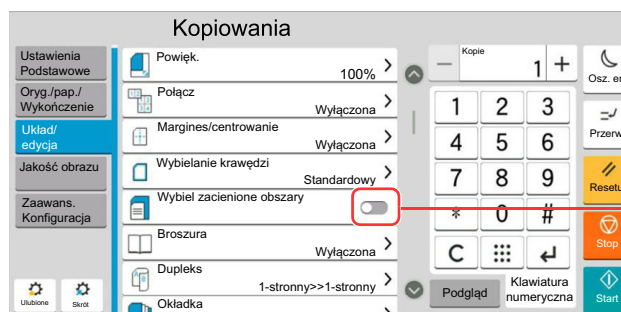 Kopiowania
Ustawienia
Podstawowe
Oryg./pap./
Wykończenie
Układ/
edycja
Jakość obrazu
Zaawans.
Konfiguracja
Ulubione
Skrót
Powięk.
100%
Połącz
Wyłączona
Margines/centrowanie
Wyłączona
Wybielanie krawędzi
Standardowy
Wybiel zacienione obszary
Broszura
Wyłączona
Dupleks
1-stronny>>1-stronny
Okładka
Kopie
1
1 2 3
4 5 6
7 8 9
* 0 #
C
Podgląd
Klawiatura
numeryczna
Osz. en
Przerw
Resetu
Stop
Start